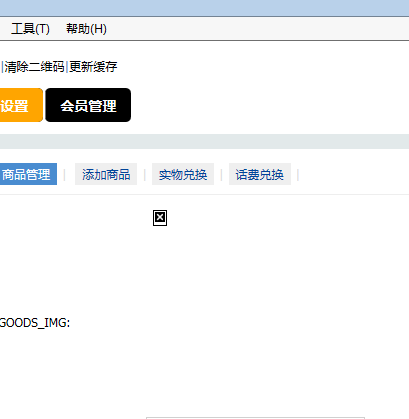 工具(T) 帮助(H)
|清除二维码|更新缓存
设置 会员管理
商品管理 | 添加商品 | 实物兑换 | 话费兑换 |
GOODS_IMG: